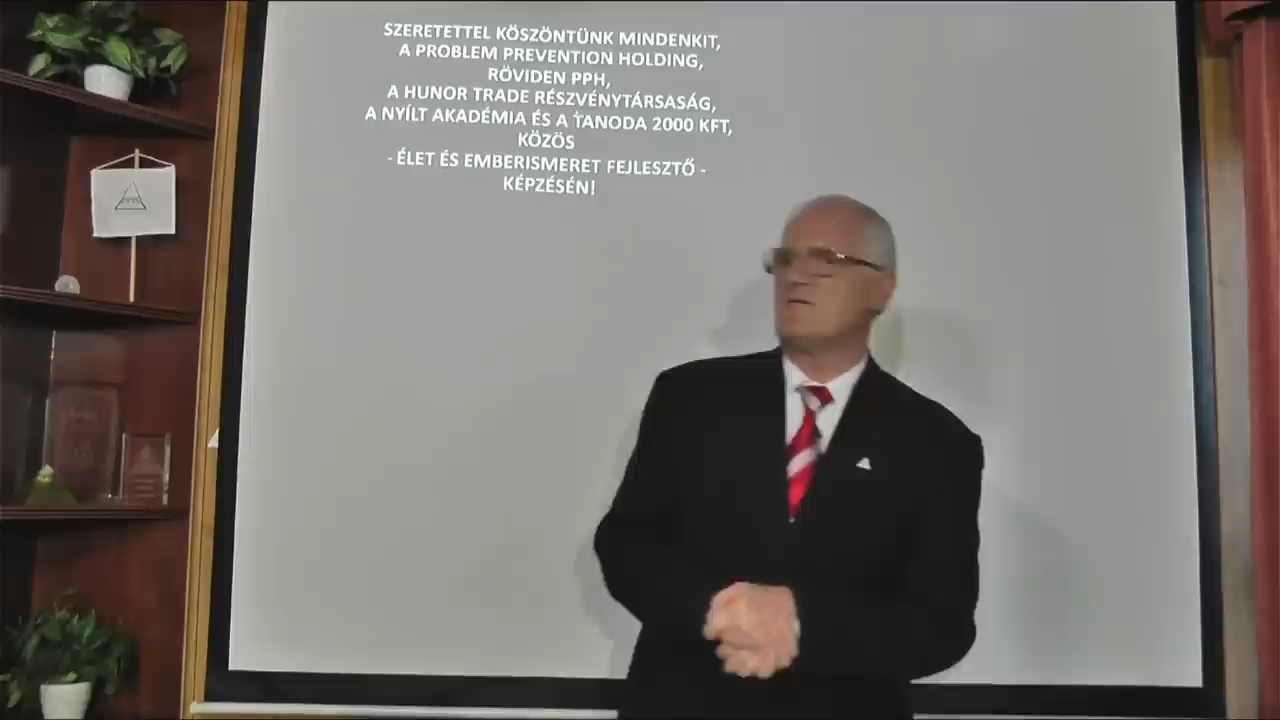 SZERETETTEL KÖSZÖNTÜNK MINDENKIT,
A PROBLEM PREVENTION HOLDING,
RÖVIDEN PPH,
A HUNOR TRADE RÉSZVÉNYTÁRSASÁG,
A NYÍLT AKADÉMIA ÉS A TANODA 2000 KFT,
KÖZÖS
- ÉLET ÉS EMBERISMERET FEJLESZTŐ -
KÉPZÉSÉN!